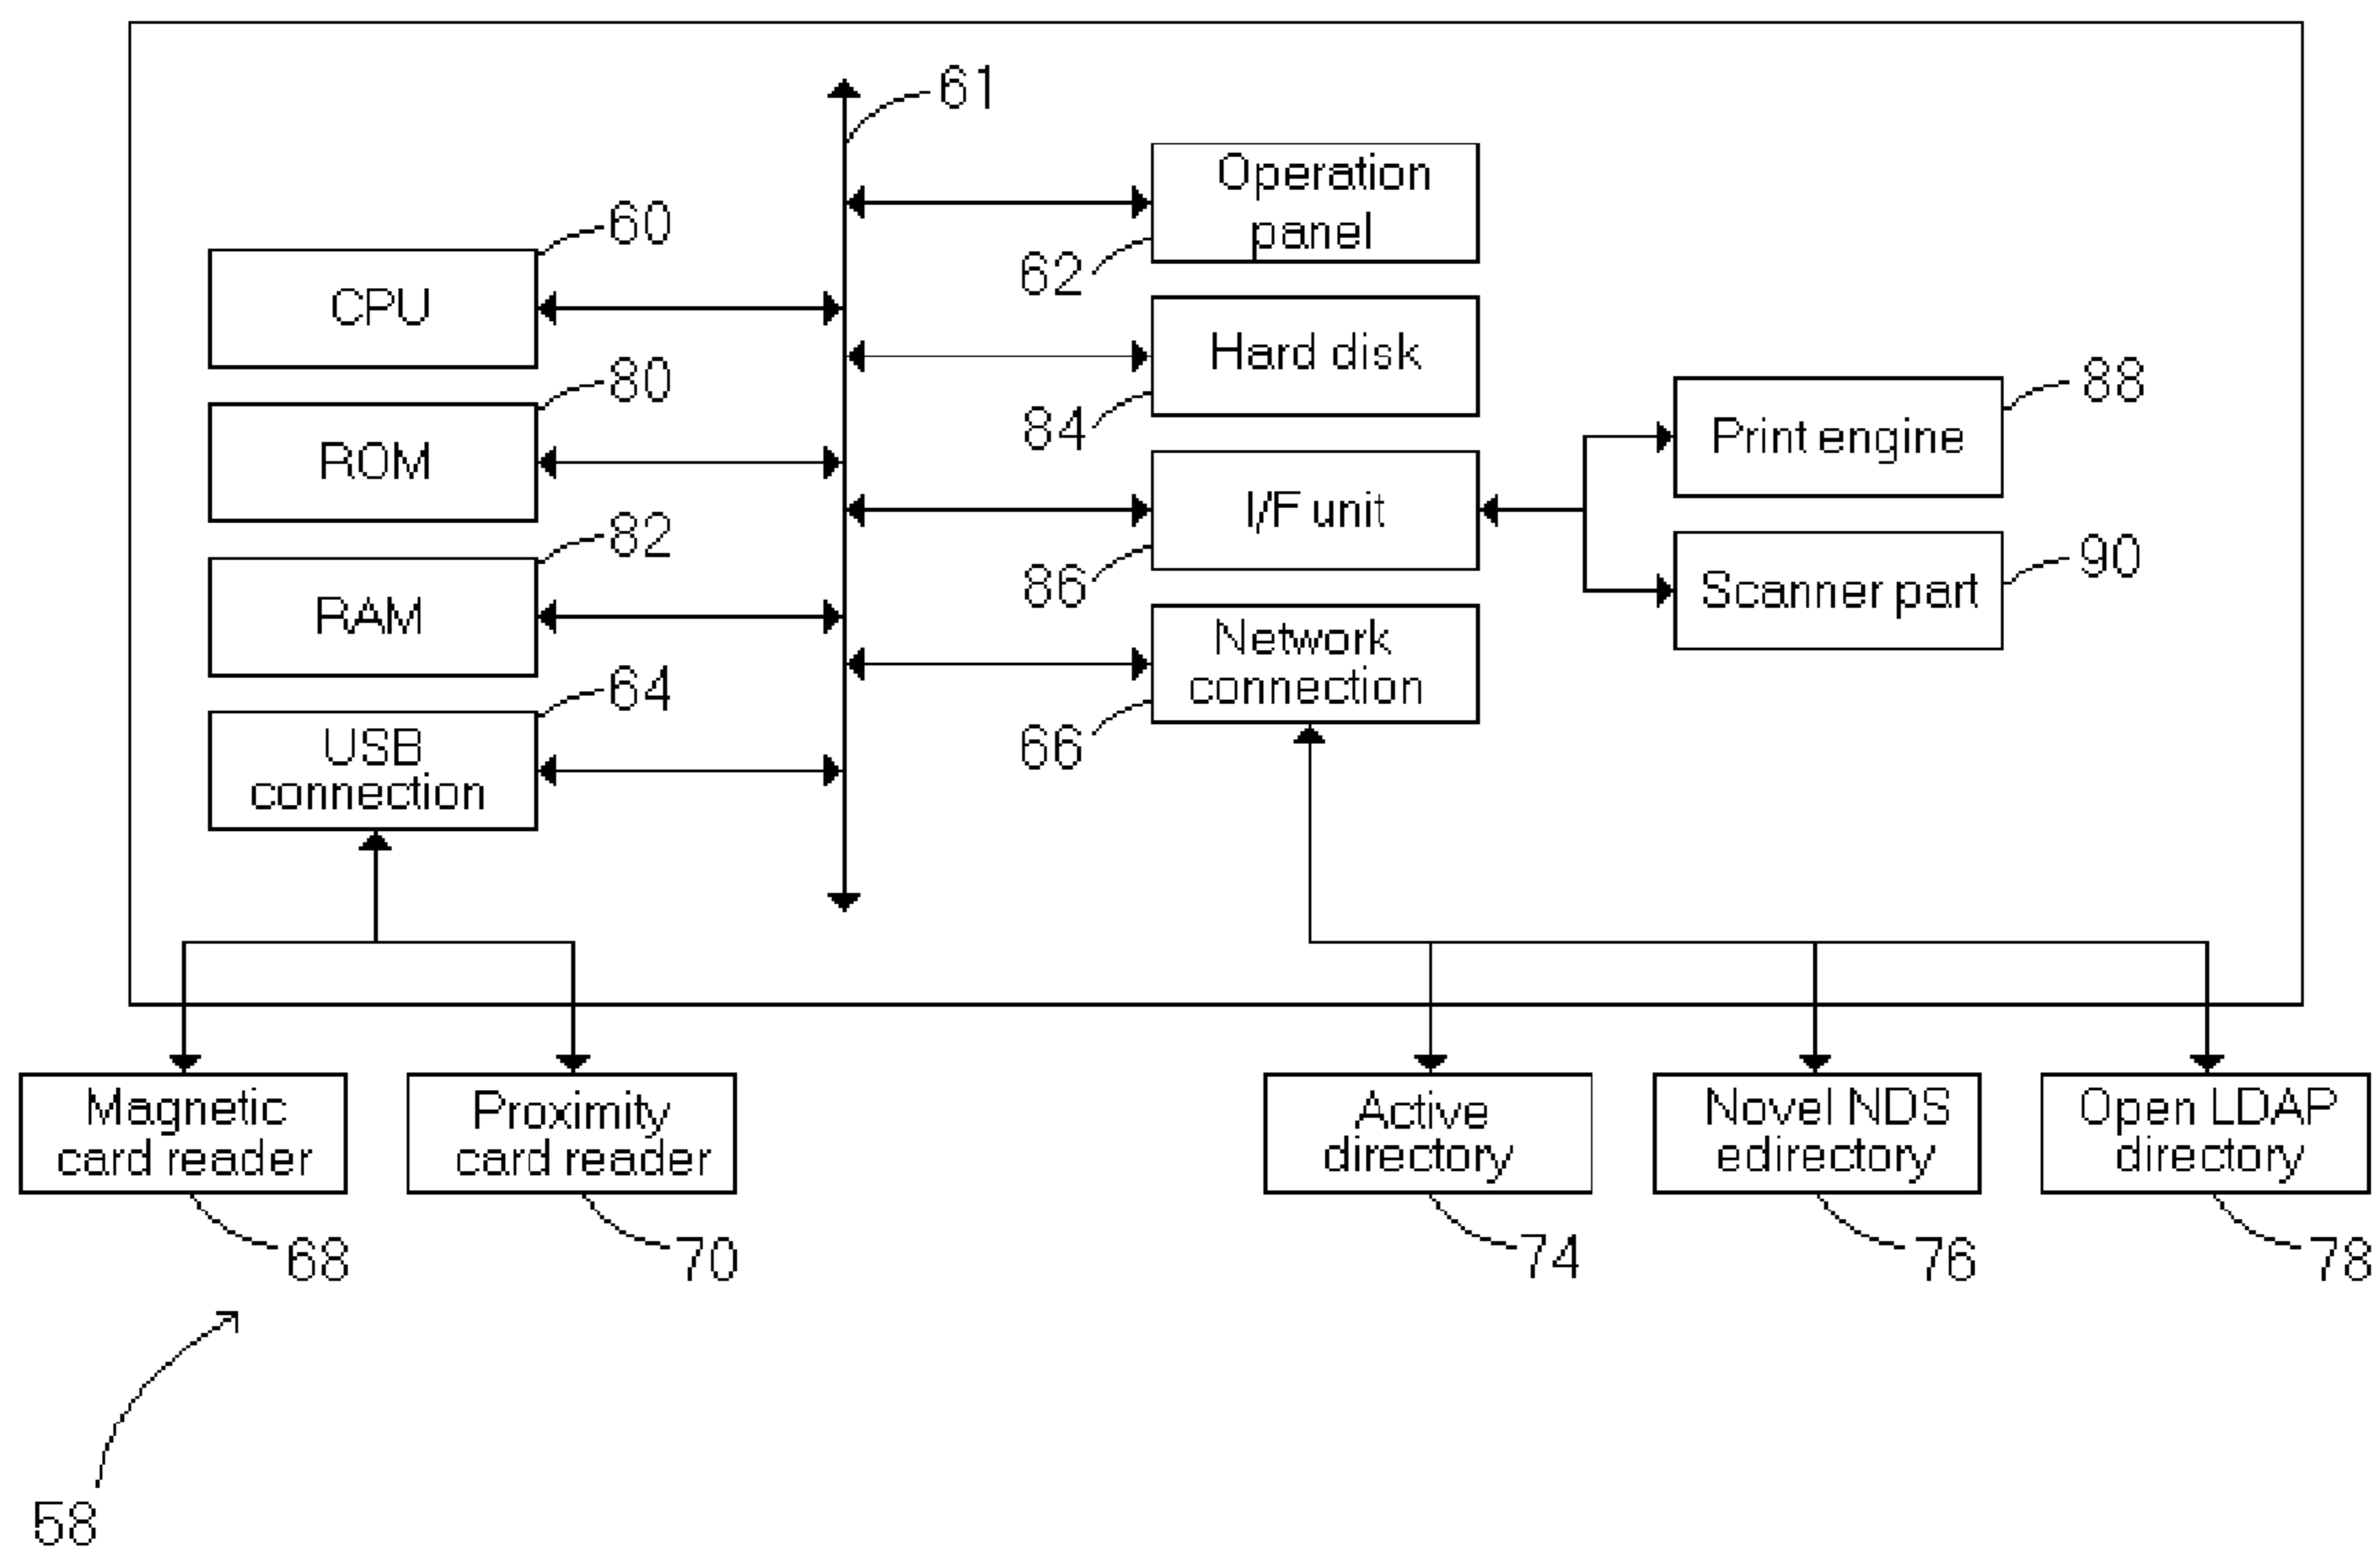 61
Operation
panel
62
60
CPU
Hard disk
84
80
ROM
88
Print engine
I/F unit
86
82
RAM
90
Scanner part
Network
connection
66
64
USB
connection
Magnetic
card reader
68
Proximity
card reader
70
Active
directory
74
Novel NDS
edirectory
76
Open LDAP
directory
78
58